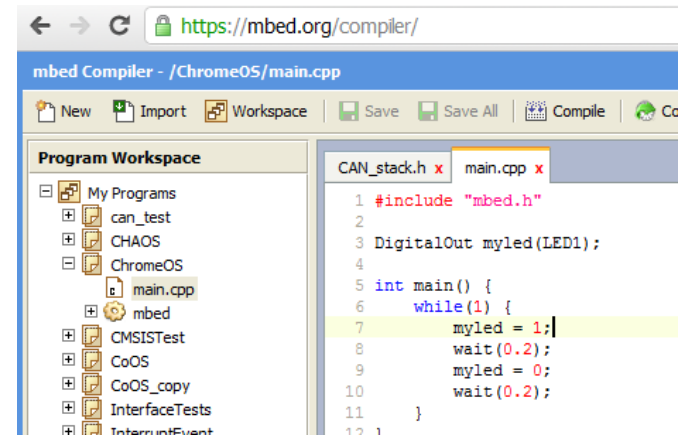 https://mbed.org/compiler/
mbed Compiler - /ChromeOS/main.cpp
New Import Workspace Save Save All Compile Co
Program Workspace
My Programs
can_test
CHAOS
ChromeOS
main.cpp
mbed
CMSISTest
CoOS
CoOS_copy
InterfaceTests
InterruptEvent
CAN_stack.h x main.cpp x
1 #include "mbed.h"
2
3 DigitalOut myled(LED1);
4
5 int main() {
6 while(1) {
7 myled = 1;
8 wait(0.2);
9 myled = 0;
10 wait(0.2);
11 }
12 }